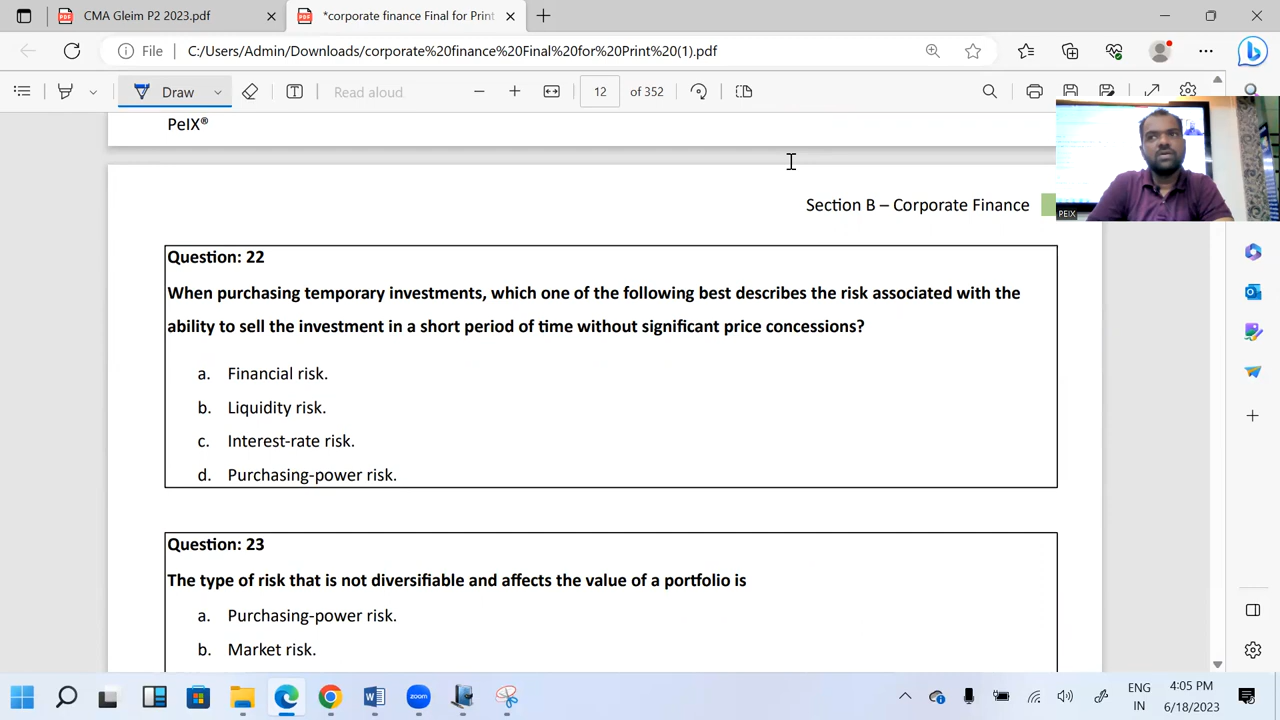 CMA Gleim P2 2023.pdf
*corporate finance Final for Print
File
C:/Users/Admin/Downloads/corporate%20finance%20Final%20for%20Print%20(1).pdf
Draw
Read aloud
12
of 352
PeIX®
PEIX
Section B – Corporate Finance
Question: 22
When purchasing temporary investments, which one of the following best describes the risk associated with the
ability to sell the investment in a short period of time without significant price concessions?
a. Financial risk.
b. Liquidity risk.
c. Interest-rate risk.
d. Purchasing-power risk.
Question: 23
The type of risk that is not diversifiable and affects the value of a portfolio is
a. Purchasing-power risk.
b. Market risk.
zoom
ENG
IN
4:05 PM
6/18/2023